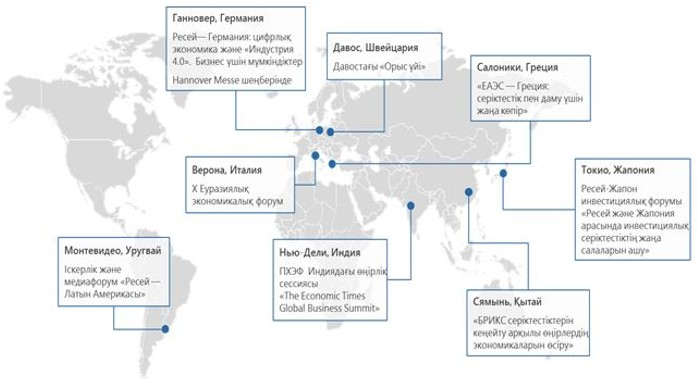 Ганновер, Германия
Ресей— Германия: цифрлық
экономика және «Индустрия
4.0». Бизнес үшін мүмкіндіктер
Hannover Messe шеңберінде
Давос, Швейцария
Давостағы «Орыс үйі»
Салоники, Греция
«ЕАЭС — Греция:
серіктестік пен даму үшін
жаңа көпір»
Верона, Италия
X Еуразиялық
экономикалық форум
Токио, Жапония
Ресей-Жапон
инвестициялық форумы
«Ресей және Жапония
арасында инвестициялық
серіктестіктің жаңа
салаларын ашу»
Монтевидео, Уругвай
Іскерлік және
медиафорум «Ресей —
Латын Америкасы»
Нью-Дели, Индия
ПХЭФ Индиядағы өңірлік
сессиясы
«The Economic Times
Global Business Summit»
Сямынь, Қытай
«БРИКС серіктестіктерін
кеңейту арқылы өңірлердің
экономикаларын өсіру»